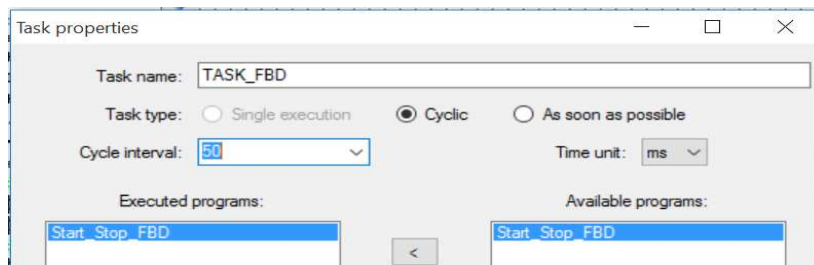 Task properties
Task name: TASK_FBD
Task type: Single execution Cyclic As soon as possible
Cycle interval: 50 Time unit: ms
Executed programs: Available programs:
Start_Stop_FBD < Start_Stop_FBD